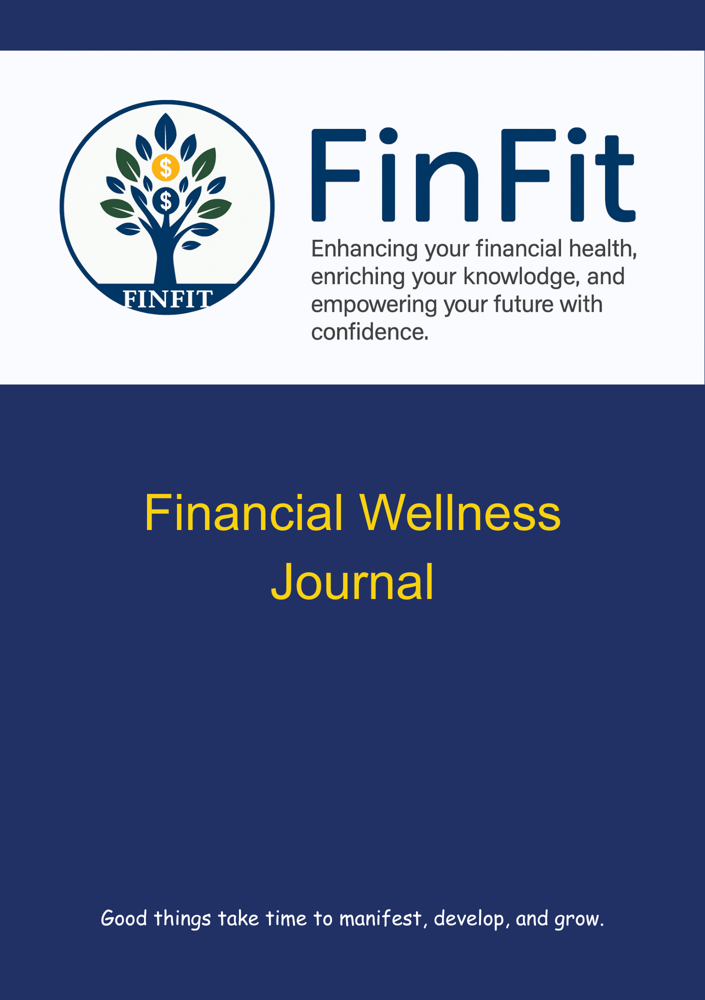 $
$
FINFIT
FinFit
Enhancing your financial health,
enriching your knowlodge, and
empowering your future with
confidence.
Financial Wellness
Journal
Good things take time to manifest, develop, and grow.